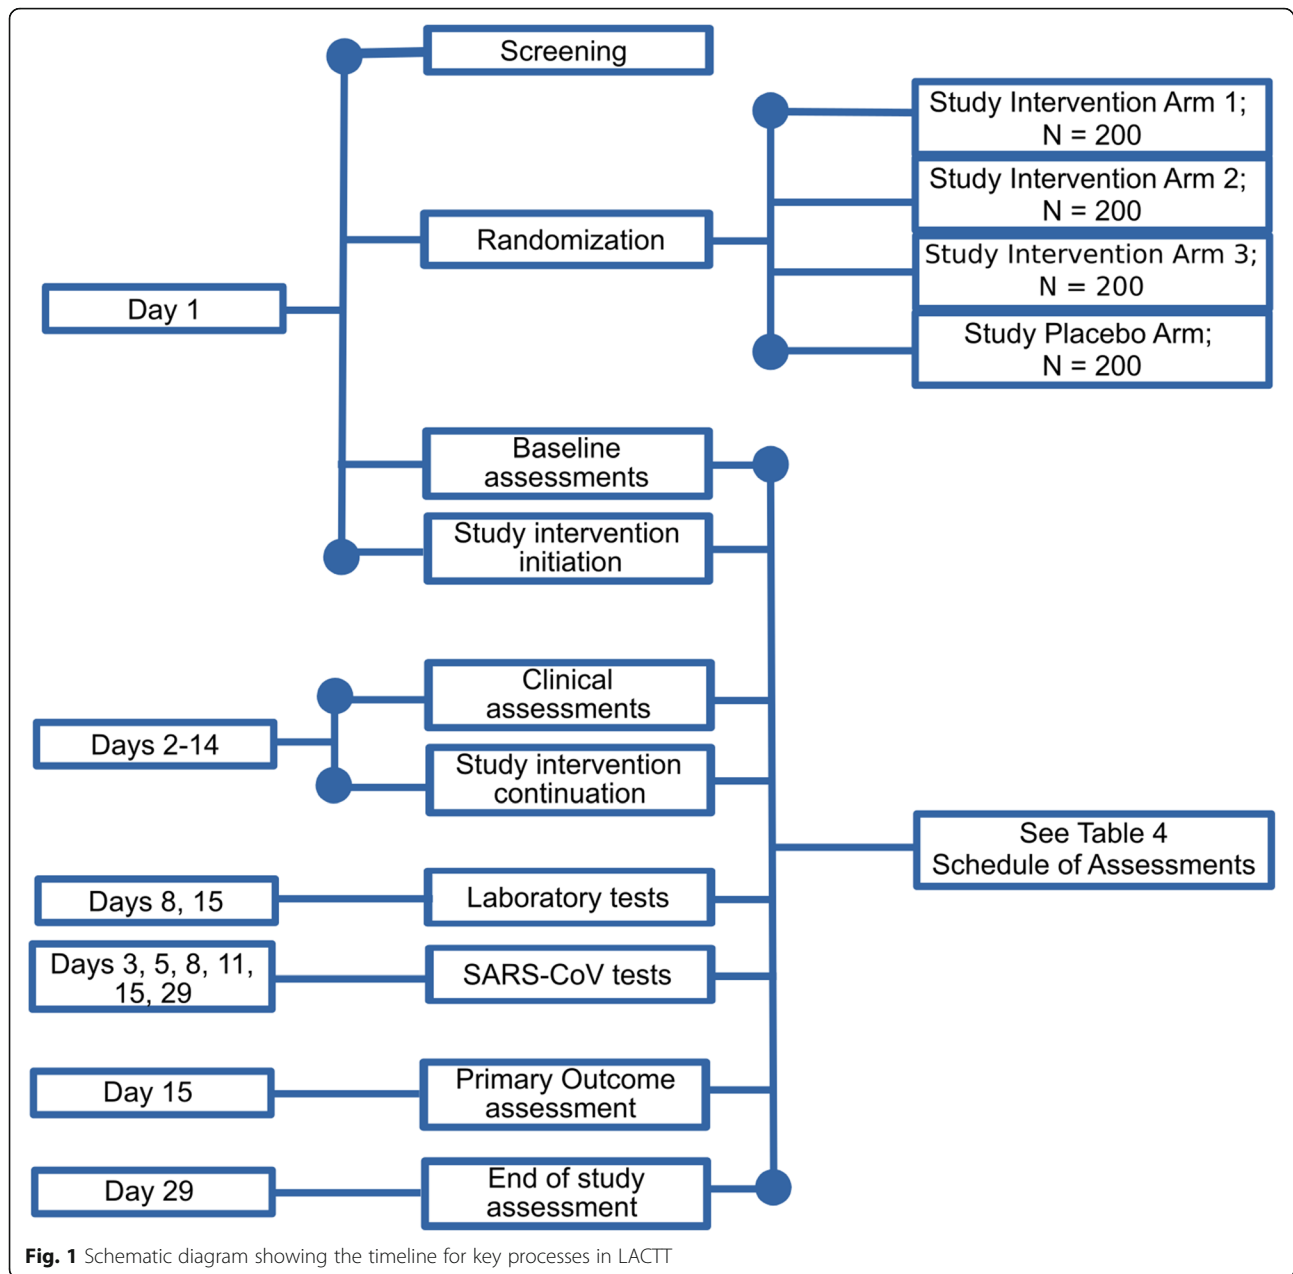 Screening
Study Intervention Arm 1;
N = 200
Study Intervention Arm 2;
N = 200
Randomization
Study Intervention Arm 3;
N = 200
Day 1
Study Placebo Arm;
N = 200
Baseline
assessments
Study intervention
initiation
Clinical
assessments
Days 2-14
Study intervention
continuation
See Table 4
Schedule of Assessments
Days 8, 15
Laboratory tests
Days 3, 5, 8, 11,
15, 29
SARS-CoV tests
Day 15
Primary Outcome
assessment
Day 29
End of study
assessment
Fig. 1 Schematic diagram showing the timeline for key processes in LACTT